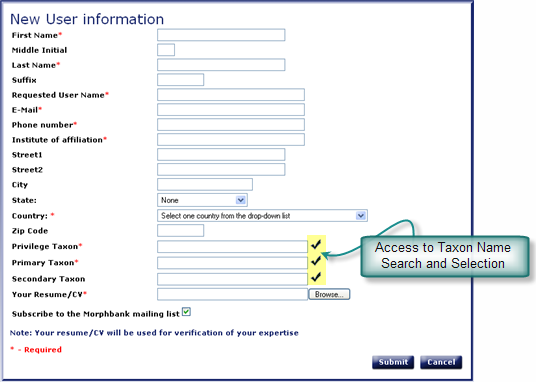 New User information
First Name*
Middle Initial
Last Name*
Suffix
Requested User Name*
E-Mail*
Phone number*
Institute of affiliation*
Street1
Street2
City
State: None
Country: * Select one country from the drop-down list
Zip Code
Privilege Taxon*
Primary Taxon*
Secondary Taxon
Access to Taxon Name
Search and Selection
Your Resume/CV* Browse...
Subscribe to the Morphbank mailing list
Note: Your resume/CV will be used for verification of your expertise
* - Required
Submit Cancel